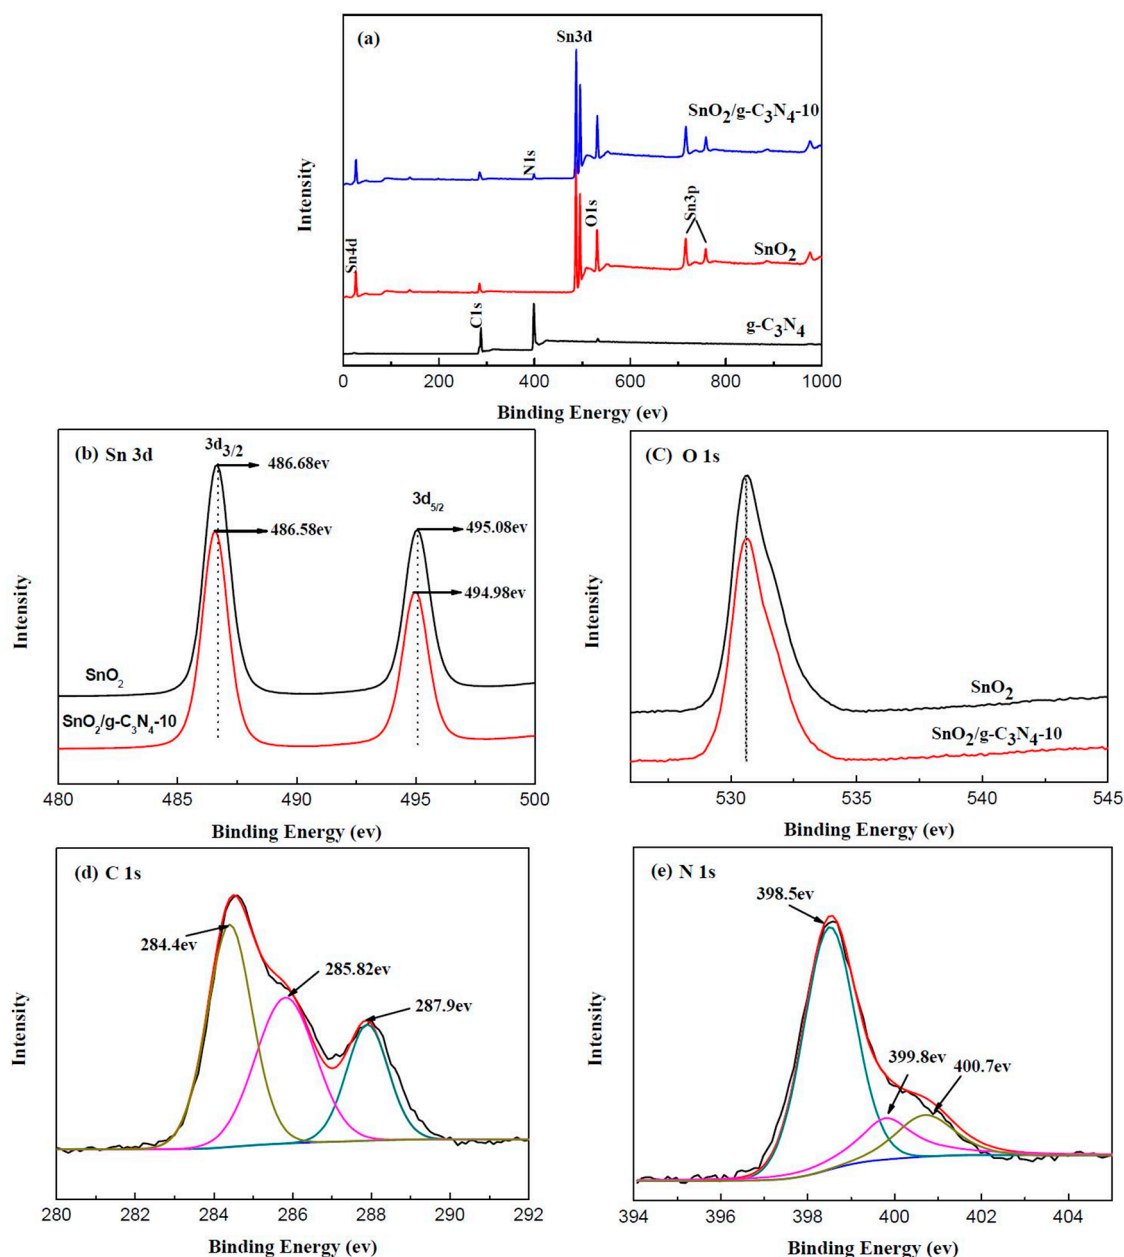 (a)
Sn3d
SnO2/g-C3N4-10
N1s
O1s
Sn3p
SnO2
Sn4d
C1s
g-C3N4
Intensity
0 200 400 600 800 1000
Binding Energy (ev)
(b) Sn 3d
3d3/2
486.68ev
3d5/2
486.58ev
495.08ev
494.98ev
SnO2
SnO2/g-C3N4-10
Intensity
480 485 490 495 500
Binding Energy (ev)
(C) O 1s
SnO2
SnO2/g-C3N4-10
Intensity
530 535 540 545
Binding Energy (ev)
(d) C 1s
284.4ev
285.82ev
287.9ev
Intensity
280 282 284 286 288 290 292
Binding Energy (ev)
(e) N 1s
398.5ev
399.8ev
400.7ev
Intensity
394 396 398 400 402 404
Binding Energy (ev)